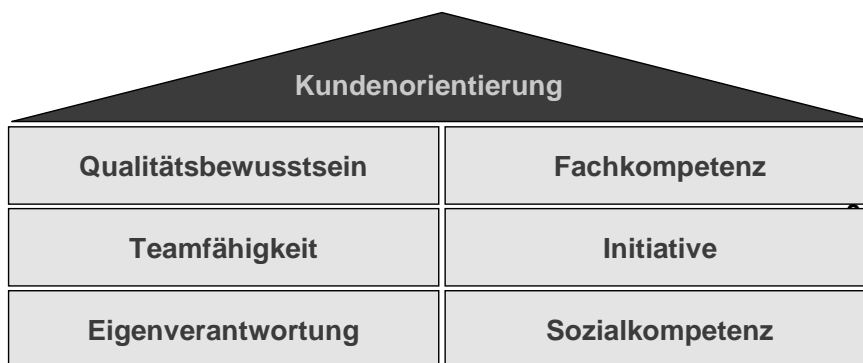 Kundenorientierung
Qualitätsbewusstsein Fachkompetenz
Teamfähigkeit Initiative
Eigenverantwortung Sozialkompetenz